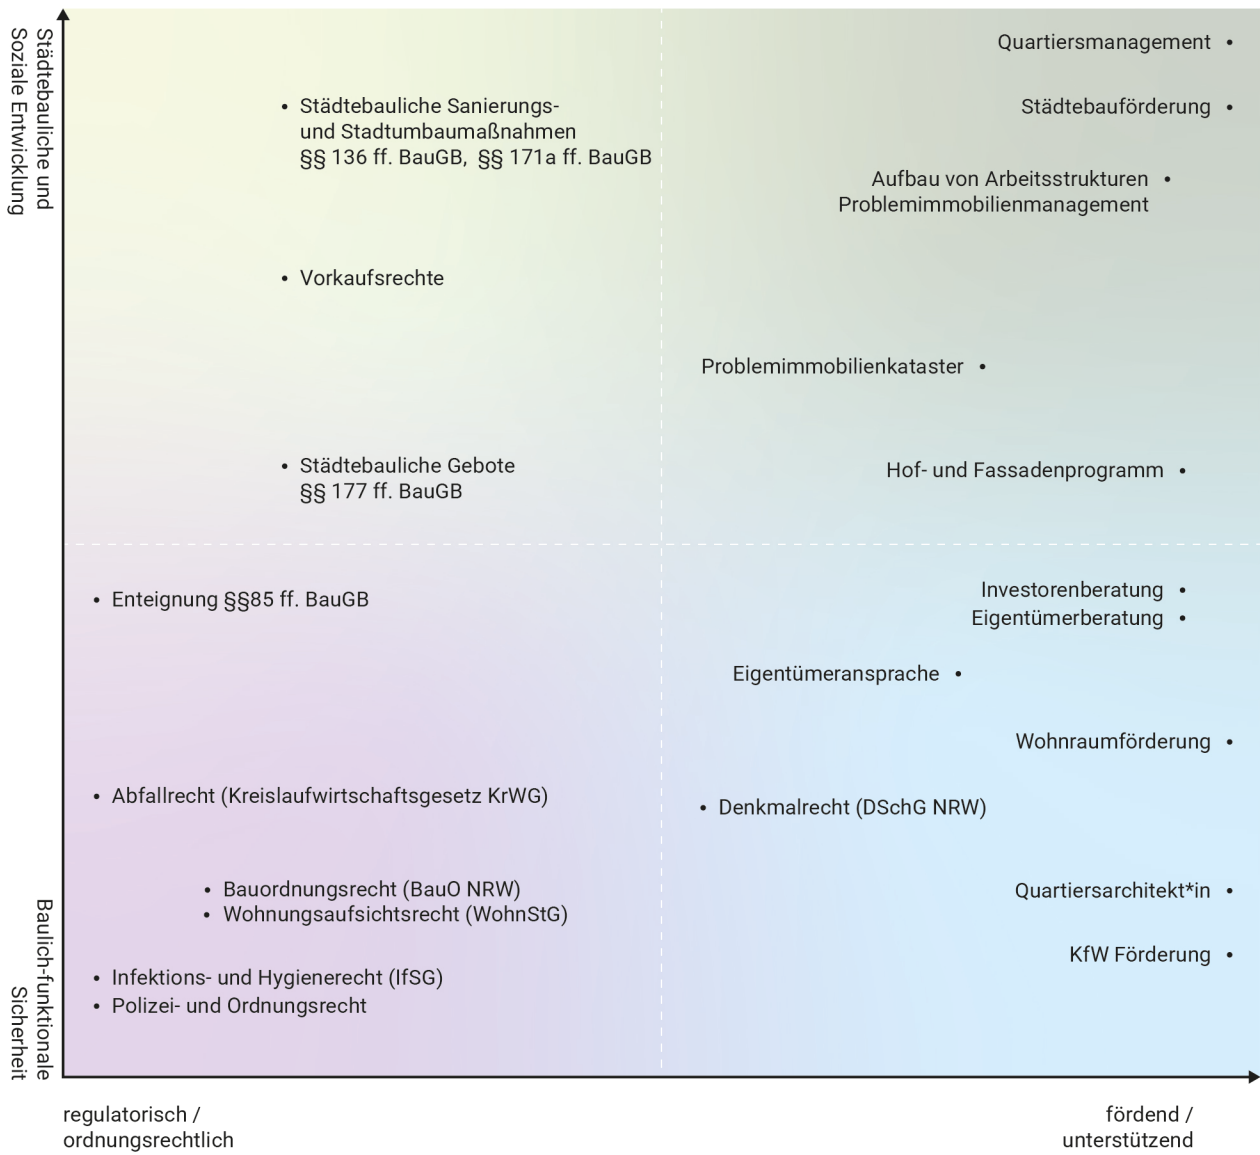 Städtebauliche und
Soziale Entwicklung
Quartiersmanagement
Städtebauliche Sanierungs-
und Stadtumbaumaßnahmen
§§ 136 ff. BauGB, §§ 171a ff. BauGB
Städtebauförderung
Aufbau von Arbeitsstrukturen
Problemimmobilienmanagement
Vorkaufsrechte
Problemimmobilienkataster
Städtebauliche Gebote
§§ 177 ff. BauGB
Hof- und Fassadenprogramm
Enteignung §§85 ff. BauGB
Investorenberatung
Eigentümerberatung
Eigentümeransprache
Wohnraumförderung
Abfallrecht (Kreislaufwirtschaftsgesetz KrWG)
Denkmalrecht (DSchG NRW)
Bauordnungsrecht (BauO NRW)
Wohnungsaufsichtsrecht (WohnStG)
Quartiersarchitekt*in
KfW Förderung
Infektions- und Hygienerecht (IfSG)
Polizei- und Ordnungsrecht
Baulich-funktionale
Sicherheit
regulatorisch /
ordnungsrechtlich
fördend /
unterstützend